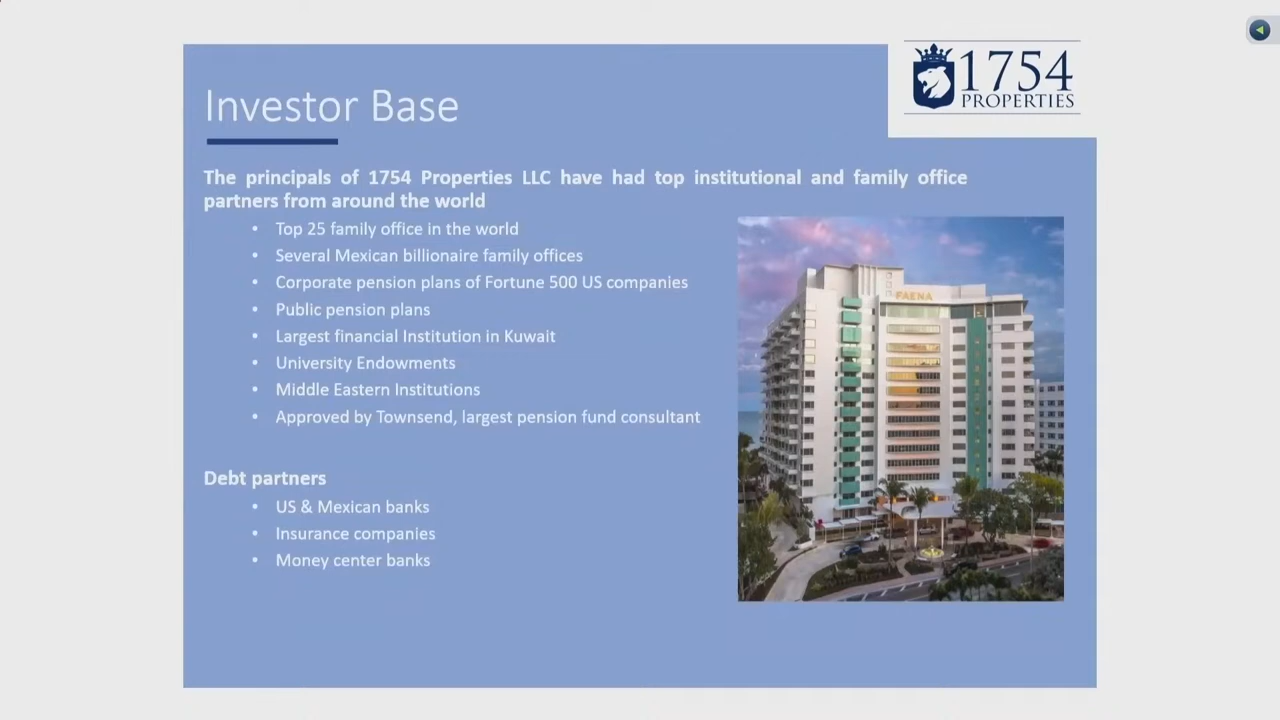 1754
PROPERTIES
Investor Base
The principals of 1754 Properties LLC have had top institutional and family office
partners from around the world
• Top 25 family office in the world
• Several Mexican billionaire family offices
• Corporate pension plans of Fortune 500 US companies
• Public pension plans
• Largest financial Institution in Kuwait
• University Endowments
• Middle Eastern Institutions
• Approved by Townsend, largest pension fund consultant
FAENA
Debt partners
• US & Mexican banks
• Insurance companies
• Money center banks